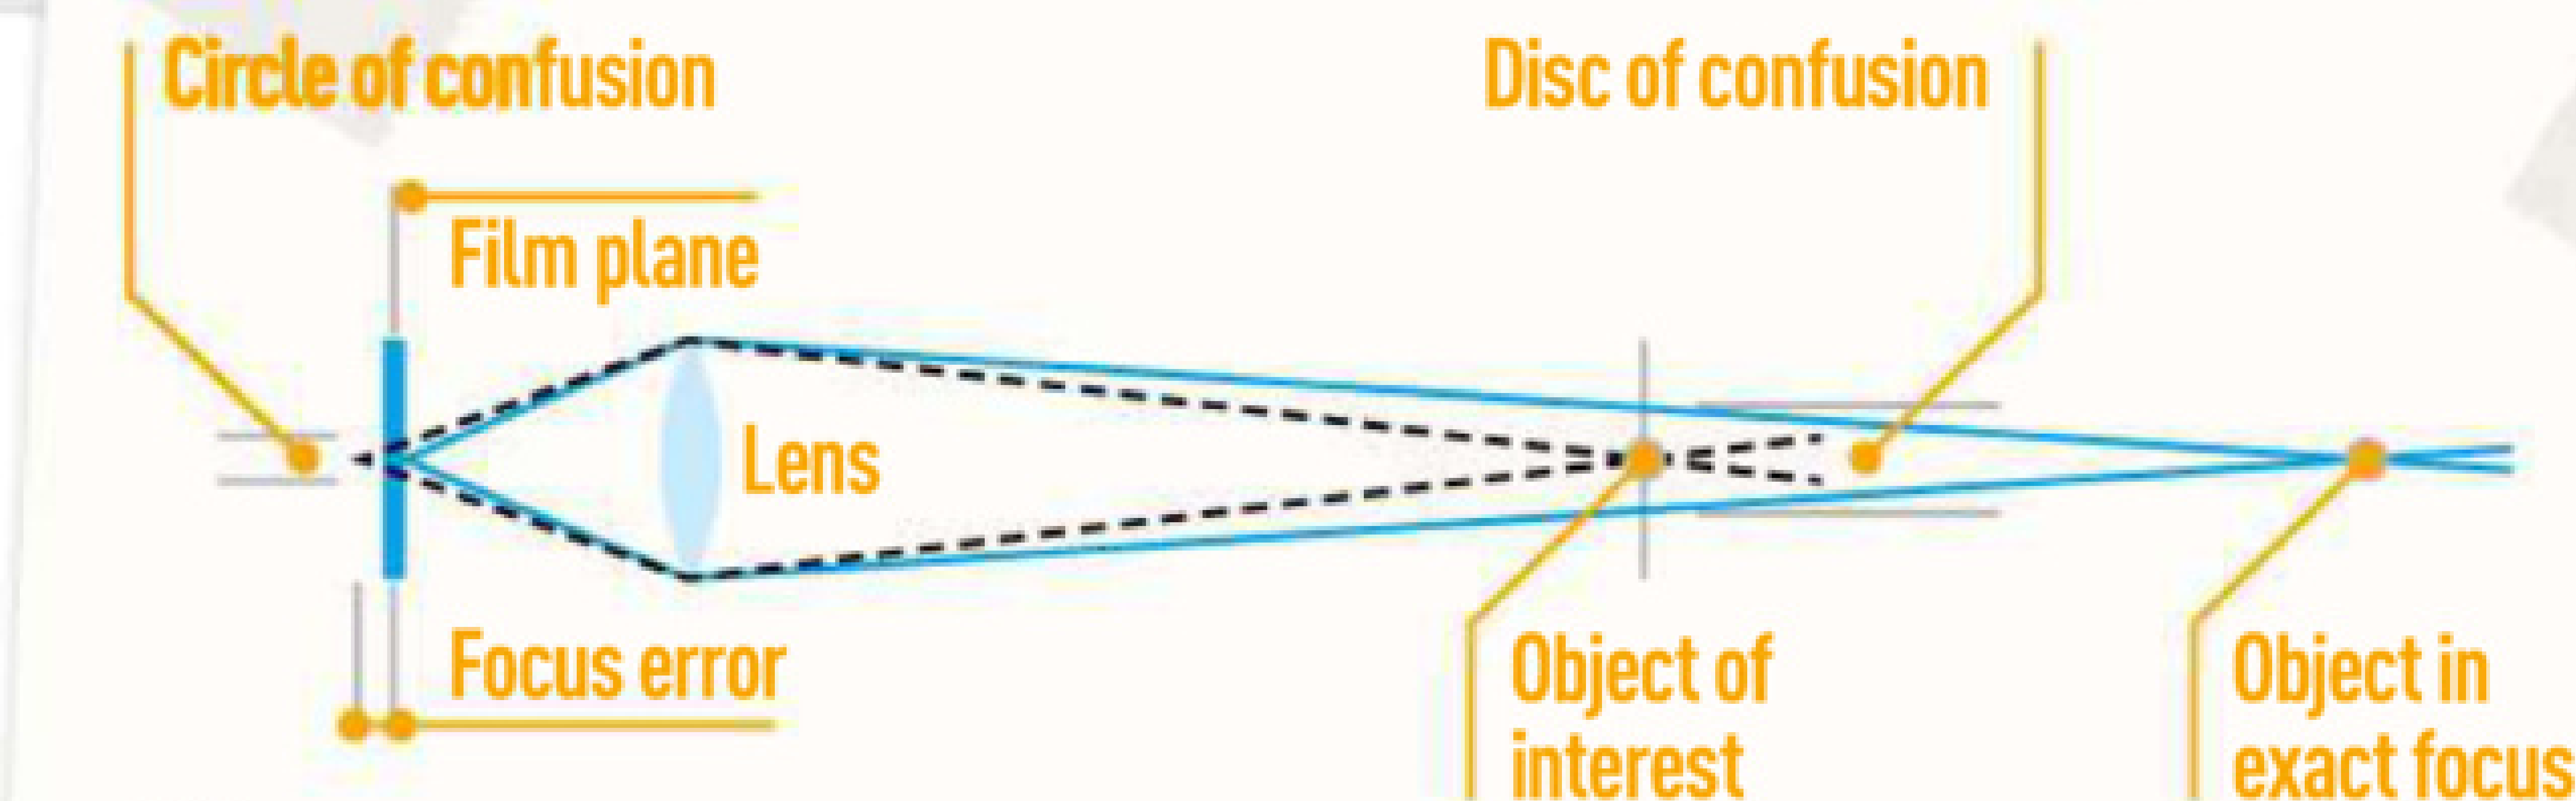 Circle of confusion
Disc of confusion
Film plane
Lens
Focus error
Object of
interest
Object in
exact focus